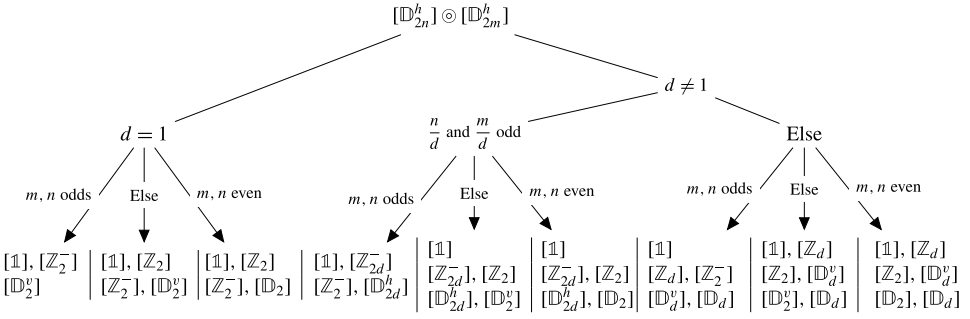 [𝔻^h_{2n}] ⊚ [𝔻^h_{2m}]
d ≠ 1
d = 1
n/d and m/d odd
Else
m, n odds
Else
m, n even
m, n odds
Else
m, n even
m, n odds
Else
m, n even
[𝟙], [ℤ^-_2]
[𝔻^v_2]
[𝟙], [ℤ_2]
[ℤ^-_2], [𝔻^v_2]
[𝟙], [ℤ_2]
[ℤ^-_2], [𝔻_2]
[𝟙], [ℤ^-_{2d}]
[ℤ^-_2], [𝔻^h_{2d}]
[𝟙]
[ℤ^-_{2d}], [ℤ_2]
[𝔻^h_{2d}], [𝔻^v_2]
[𝟙]
[ℤ^-_{2d}], [ℤ_2]
[𝔻^h_{2d}], [𝔻_2]
[𝟙]
[ℤ_d], [ℤ^-_2]
[𝔻^v_d], [𝔻_d]
[𝟙], [ℤ_d]
[ℤ_2], [𝔻^v_d]
[𝔻^v_2], [𝔻_d]
[𝟙], [ℤ_d]
[ℤ_2], [𝔻^v_d]
[𝔻_2], [𝔻_d]